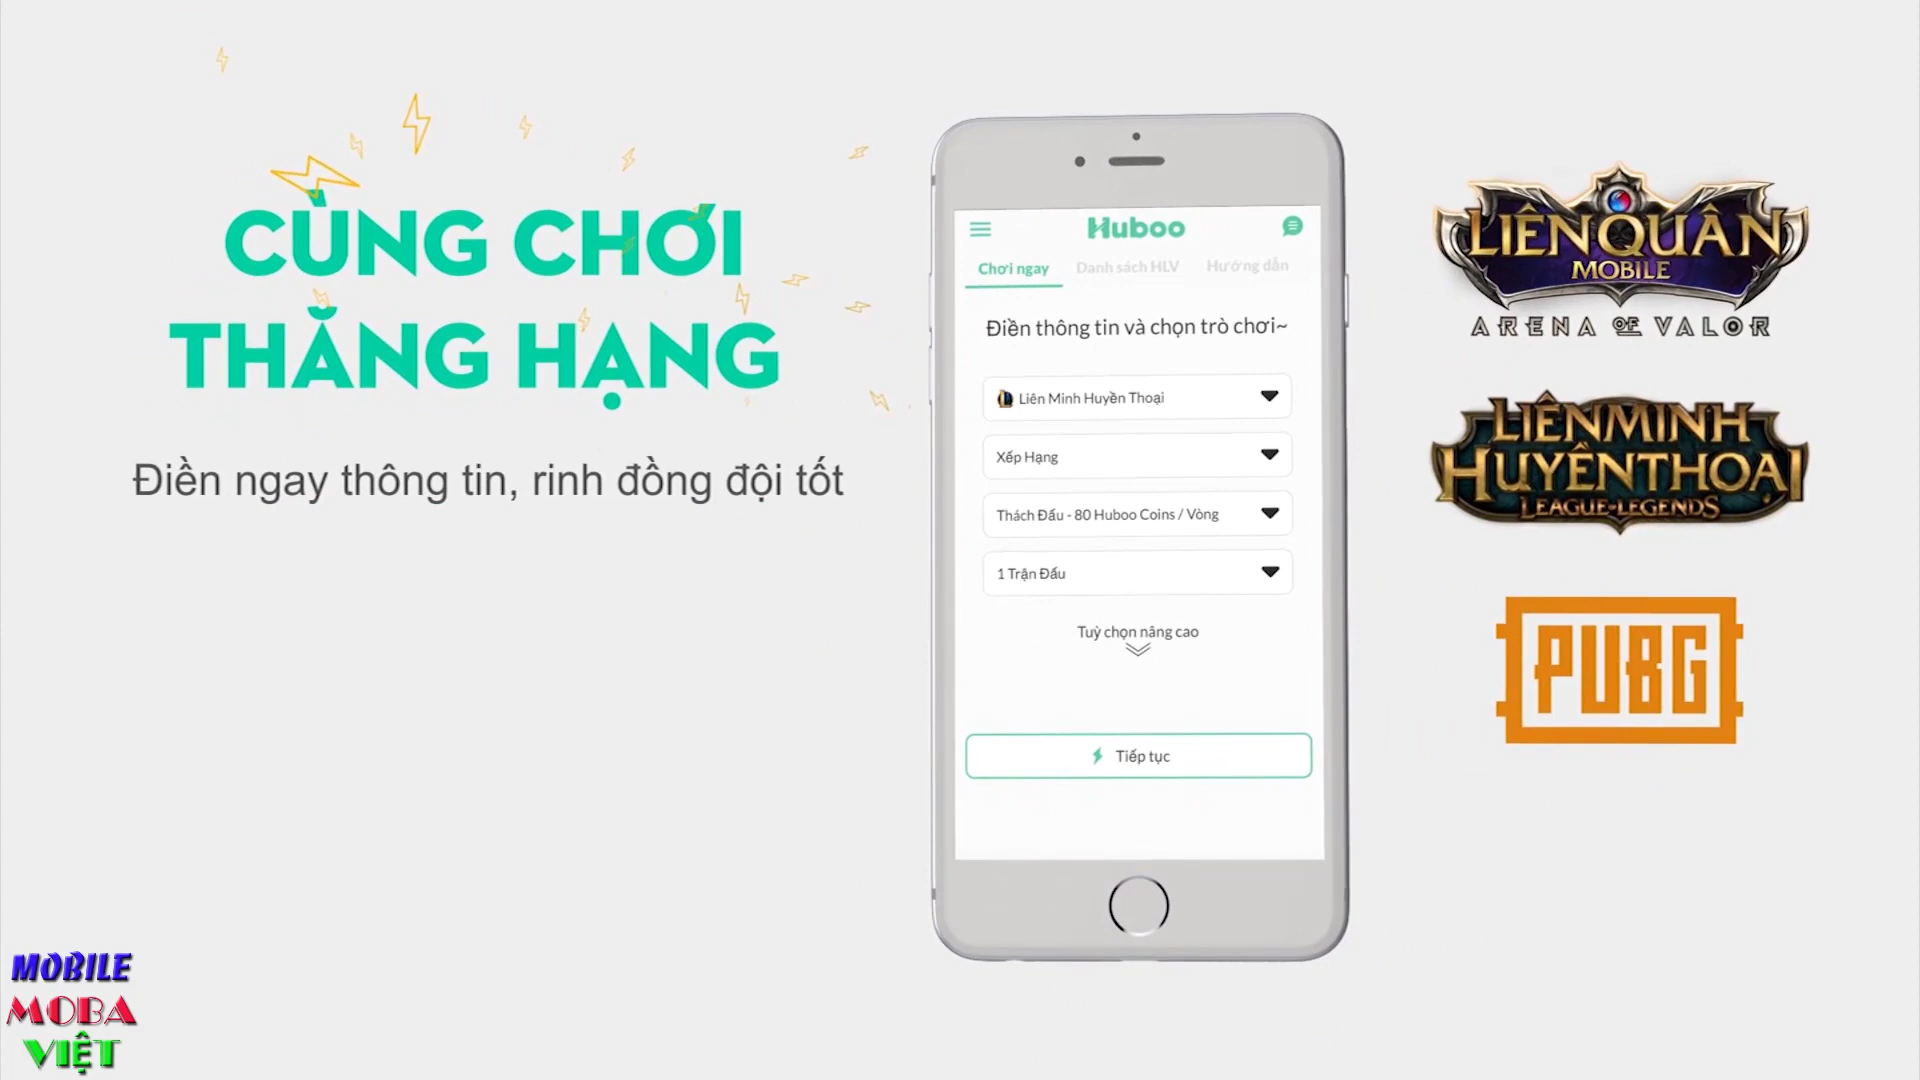 CÙNG CHƠI
THĂNG HẠNG
Điền ngay thông tin, rinh đồng đội tốt
Huboo
Chơi ngay Danh sách HLV Hướng dẫn
Điền thông tin và chọn trò chơi~
Liên Minh Huyền Thoại
Xếp Hạng
Thách Đấu - 80 Huboo Coins / Vòng
1 Trận Đấu
Tuỳ chọn nâng cao
Tiếp tục
LIÊN QUÂN
MOBILE
ARENA OF VALOR
LIÊN MINH
HUYỀN THOẠI
LEAGUE OF LEGENDS
PUBG
MOBILE
MOBA
VIỆT